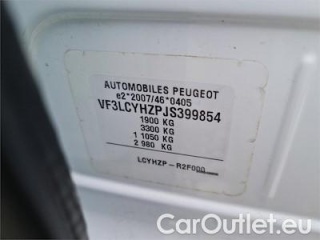 AUTOMOBILES PEUGEOT
e2*2007/46*0405
VF3LCYHZPJS399854
1900 KG
3300 KG
1 1050 KG
2 980 KG
LCYHZP - R2F000
CarOutlet.eu